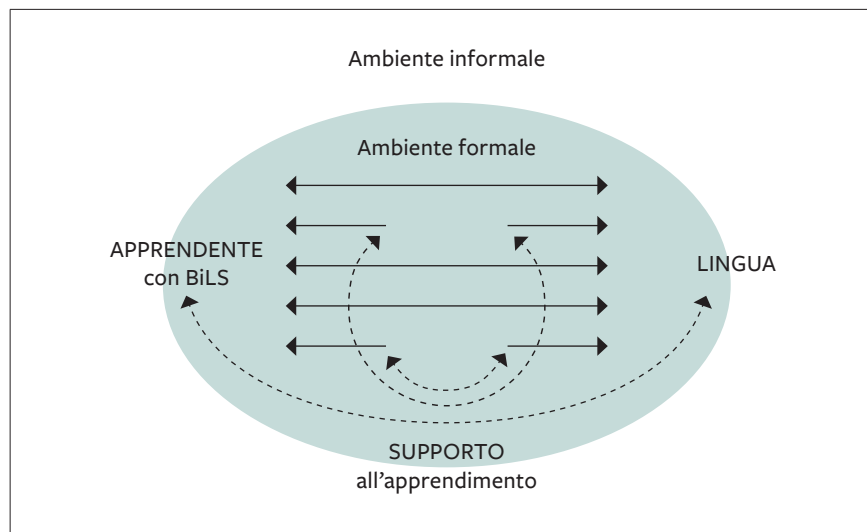 Ambiente informale
Ambiente formale
APPRENDENTE
con BiLS
LINGUA
SUPPORTO
all’apprendimento